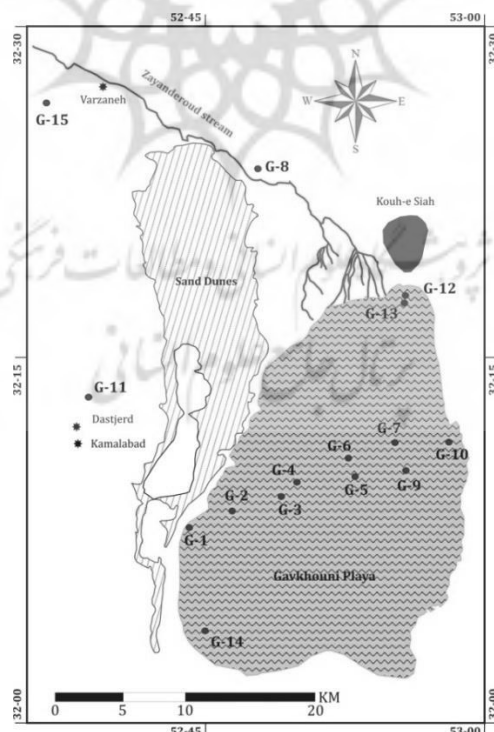 52-45
53-00
32-30
32-30
Zayanderoud stream
Varzaneh
N
W
E
S
G-15
G-8
Kouh-e Siah
Sand Dunes
G-12
G-13
32-15
32-15
G-11
Dastjerd
Kamalabad
G-7
G-6
G-10
G-4
G-5
G-9
G-2
G-3
G-1
Gavkhouni Playa
G-14
KM
0
5
10
20
32-00
32-00
52-45
53-00